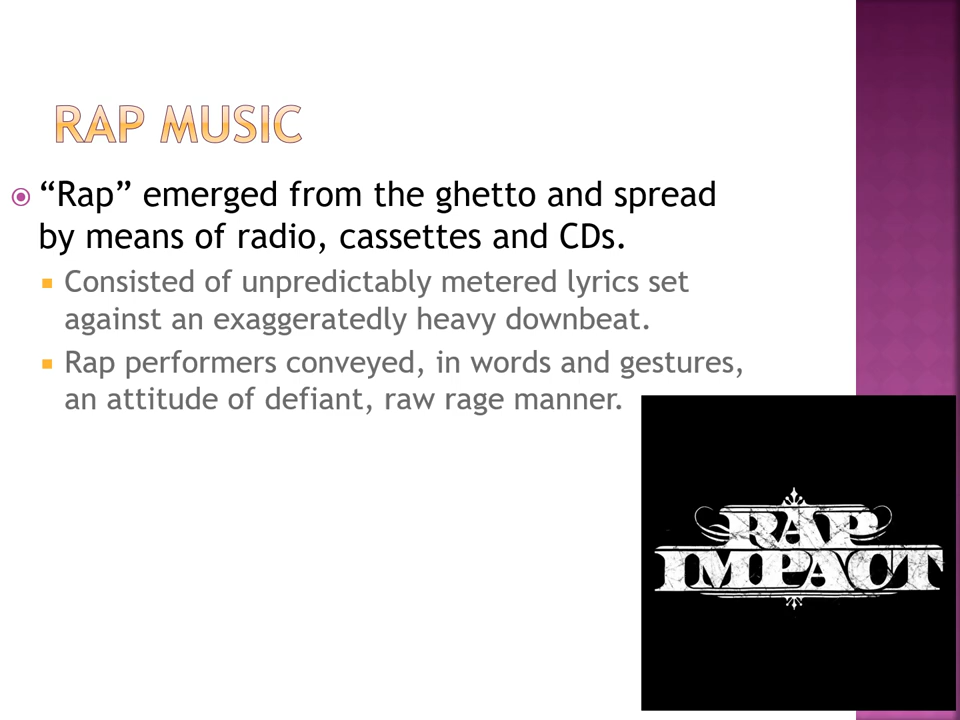 RAP MUSIC
“Rap” emerged from the ghetto and spread
by means of radio, cassettes and CDs.
Consisted of unpredictably metered lyrics set
against an exaggeratedly heavy downbeat.
Rap performers conveyed, in words and gestures,
an attitude of defiant, raw rage manner.
RAP
IMPACT